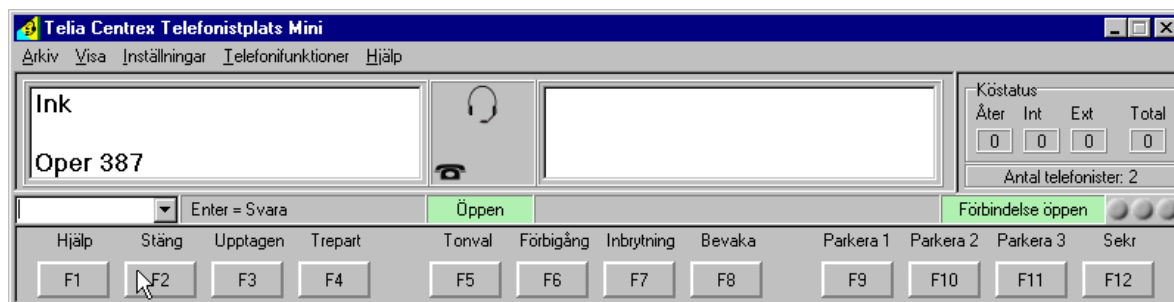 Telia Centrex Telefonistplats Mini
Arkiv Visa Inställningar Telefonifunktioner Hjälp
Ink
Oper 387
Köstatus
Åter Int Ext Total
0 0 0 0
Antal telefonister: 2
Enter = Svara Öppen Förbindelse öppen
Hjälp Stäng Upptagen Trepart Tonval Förbigång Inbrytning Bevaka Parkera 1 Parkera 2 Parkera 3 Sekr
F1 F2 F3 F4 F5 F6 F7 F8 F9 F10 F11 F12